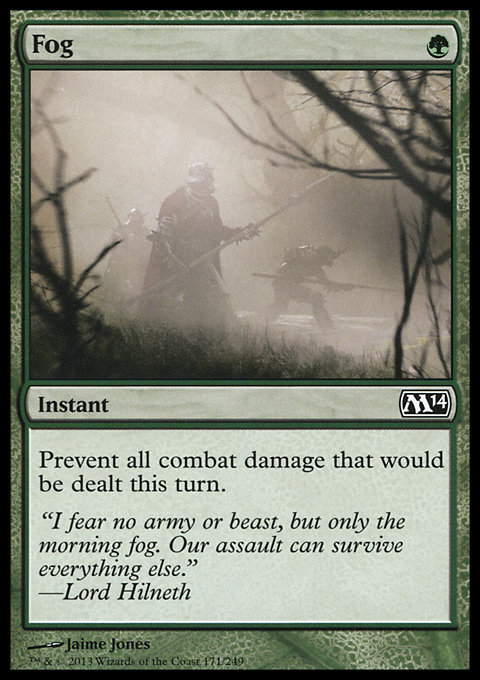 Fog
Instant
M14
Prevent all combat damage that would
be dealt this turn.
“I fear no army or beast, but only the
morning fog. Our assault can survive
everything else.”
—Lord Hilneth
Jaime Jones
™ & © 2013 Wizards of the Coast 171/249